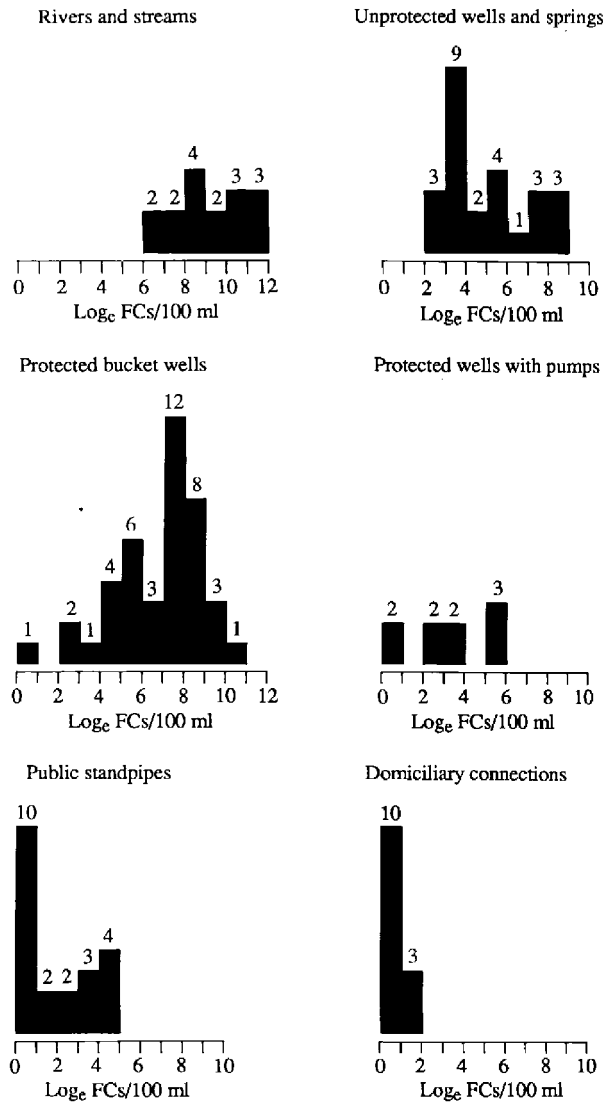 Rivers and streams
2 2 4 2 3 3
0 2 4 6 8 10 12
Logₑ FCs/100 ml
Unprotected wells and springs
3 9 2 4 1 3 3
0 2 4 6 8 10
Logₑ FCs/100 ml
Protected bucket wells
1 2 1 4 6 3 12 8 3 1
0 2 4 6 8 10 12
Logₑ FCs/100 ml
Protected wells with pumps
2 2 2 3
0 2 4 6 8 10
Logₑ FCs/100 ml
Public standpipes
10 2 2 3 4
0 2 4 6 8 10
Logₑ FCs/100 ml
Domiciliary connections
10 3
0 2 4 6 8 10
Logₑ FCs/100 ml